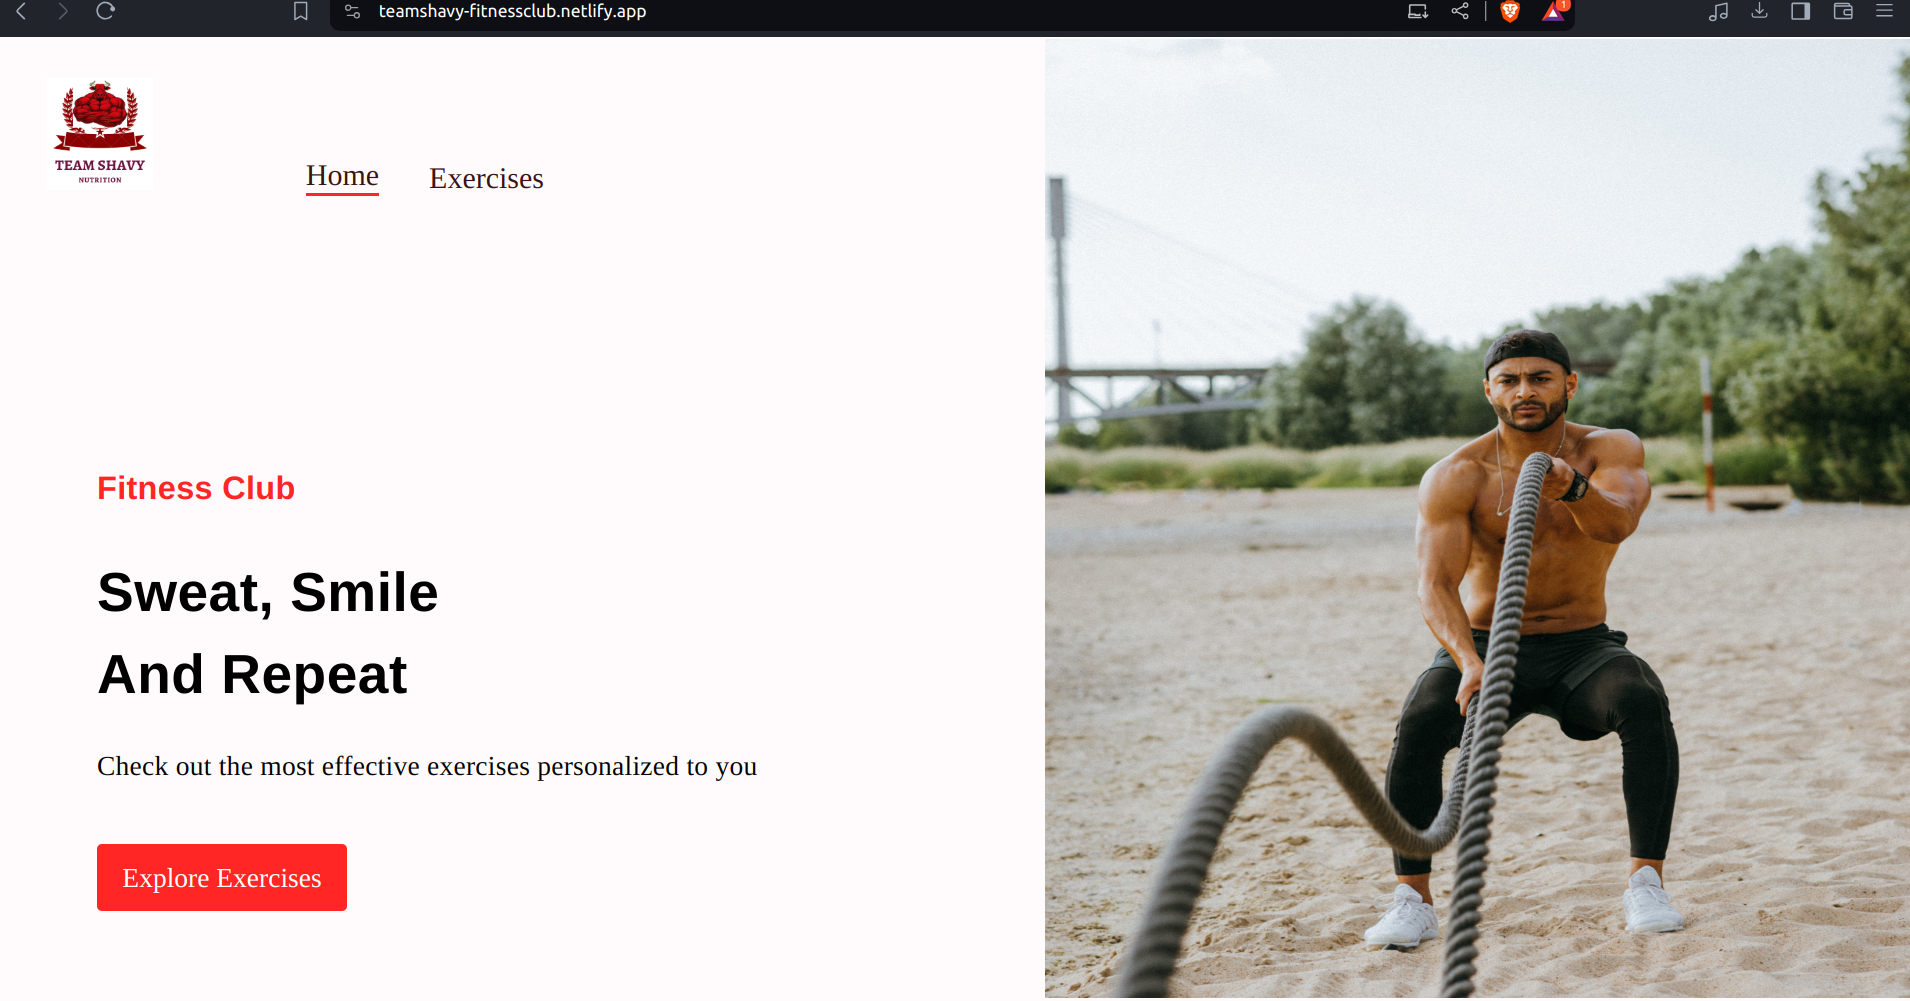 teamshavy-fitnessclub.netlify.app
1
TEAM SHAVY
NUTRITION
Home
Exercises
Fitness Club
Sweat, Smile
And Repeat
Check out the most effective exercises personalized to you
Explore Exercises